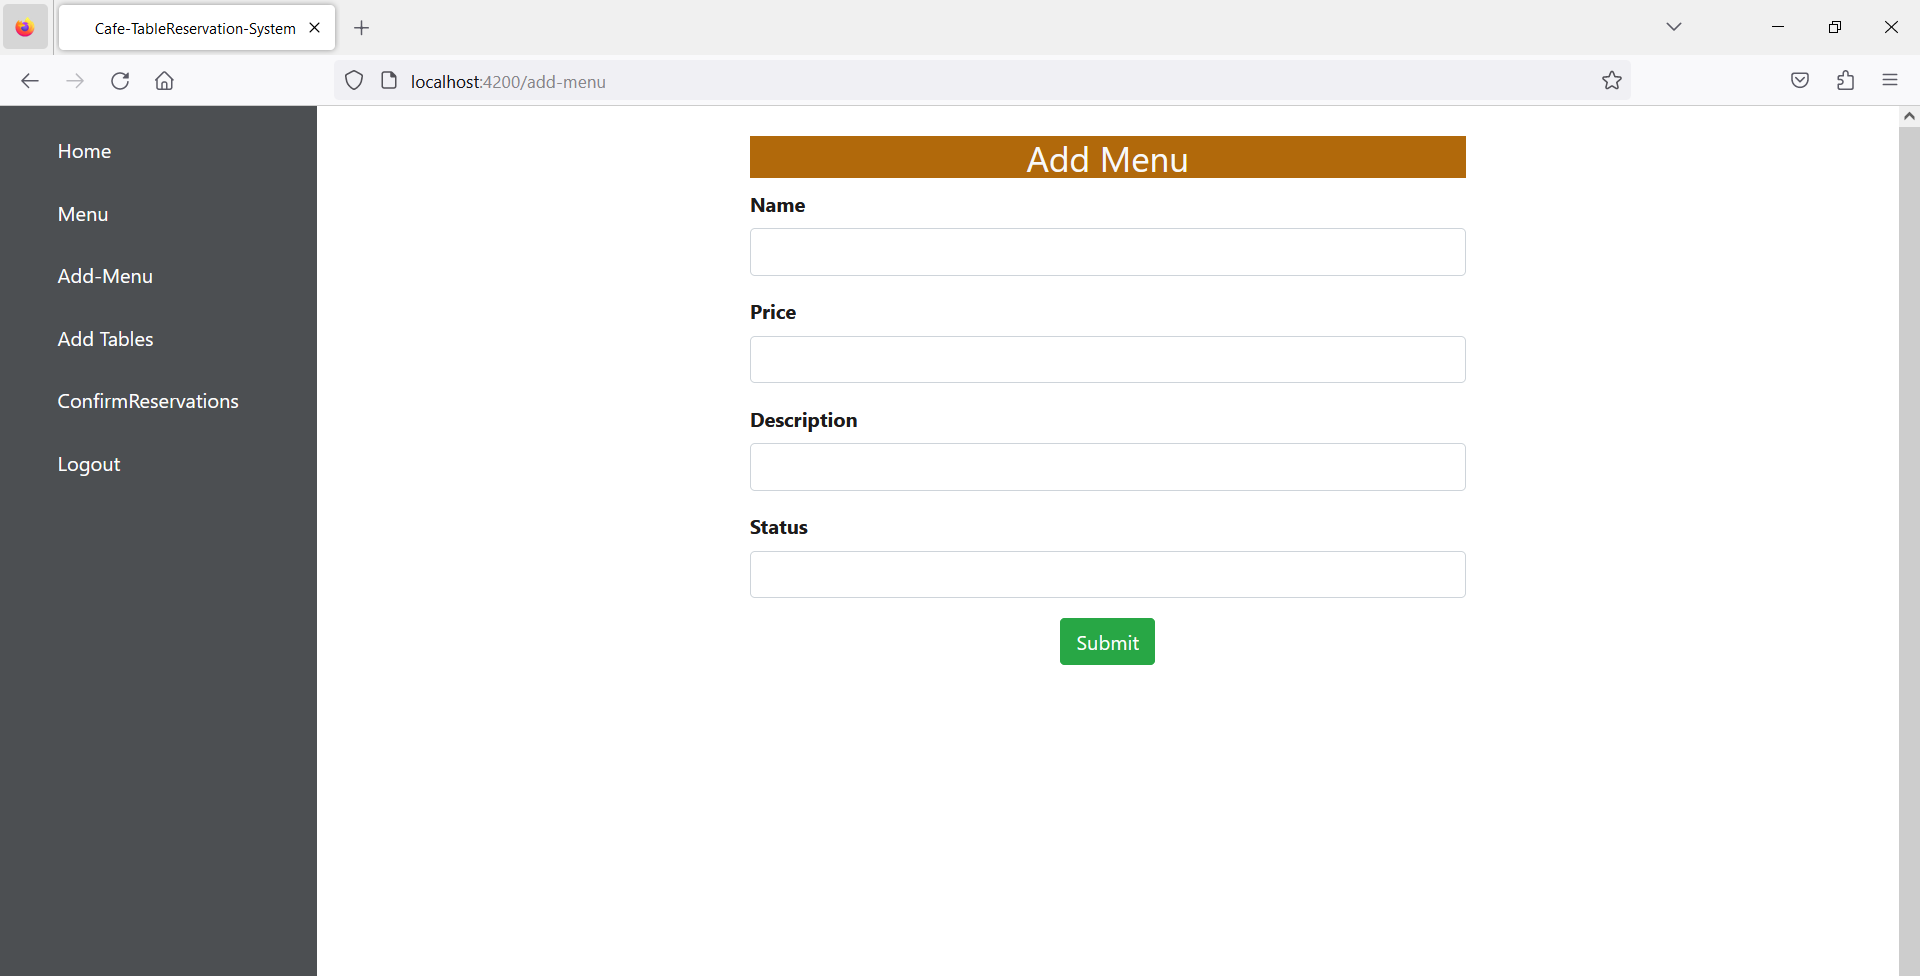 Cafe-TableReservation-System
localhost:4200/add-menu
Home
Menu
Add-Menu
Add Tables
ConfirmReservations
Logout
Add Menu
Name
Price
Description
Status
Submit